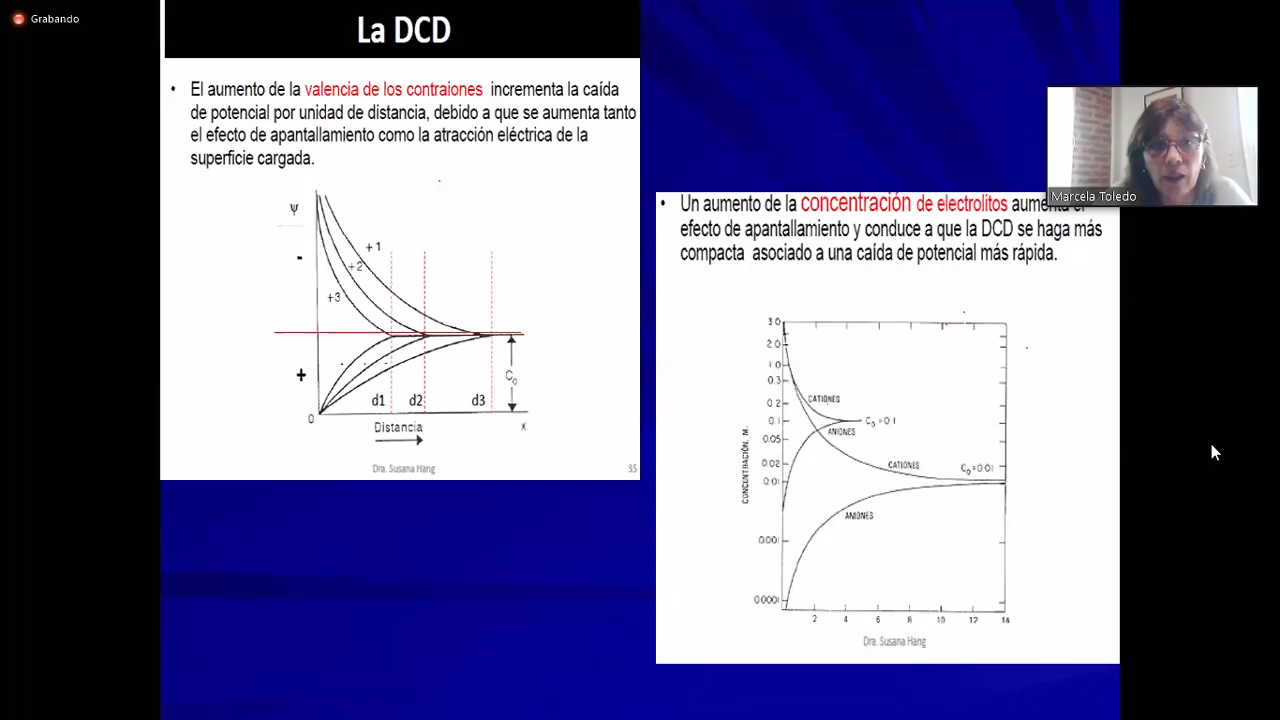 Grabando
La DCD
• El aumento de la valencia de los contraiones incrementa la caída
de potencial por unidad de distancia, debido a que se aumenta tanto
el efecto de apantallamiento como la atracción eléctrica de la
superficie cargada.
Ψ
-
+1
+2
+3
+
C₀
d1 d2 d3
0
Distancia
x
Dra. Susana Hang
35
Marcela Toledo
• Un aumento de la concentración de electrolitos aumenta el
efecto de apantallamiento y conduce a que la DCD se haga más
compacta asociado a una caída de potencial más rápida.
3.0
2.0
1.0
0.3
0.2
0.1
0.05
0.02
0.01
0.001
0.0001
CONCENTRACIÓN, M.
CATIONES
C₀ = 0.1
ANIONES
CATIONES
C₀=0.01
ANIONES
2 4 6 8 10 12 14
Dra. Susana Hang